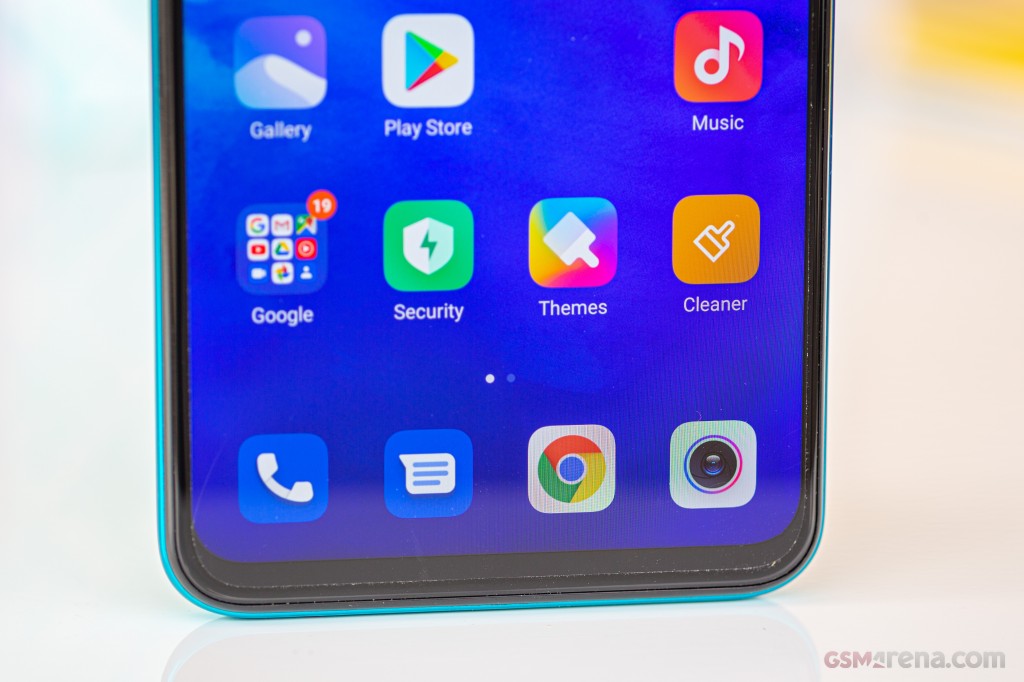 Gallery
Play Store
Music
19
Google
Security
Themes
Cleaner
GSMarena.com